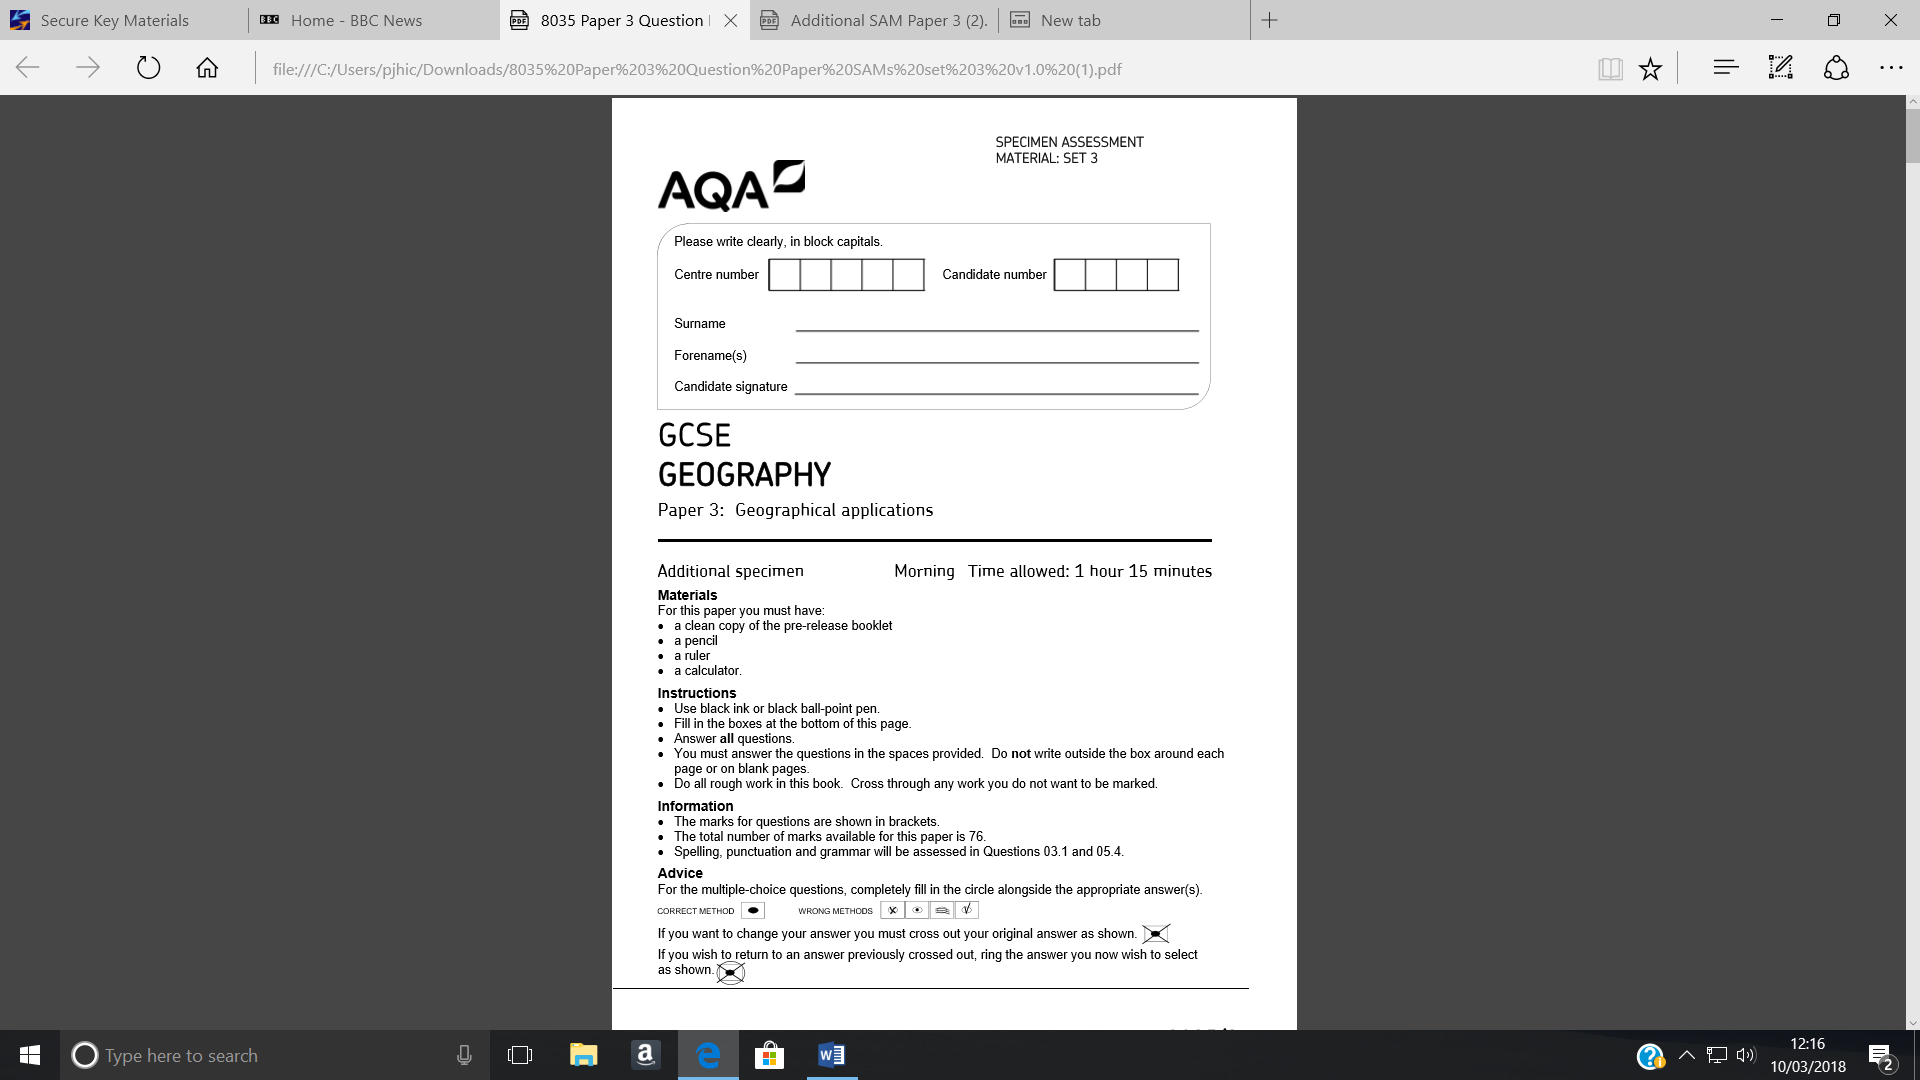 Secure Key Materials
BBC Home - BBC News
PDF 8035 Paper 3 Question
PDF Additional SAM Paper 3 (2).
New tab
file:///C:/Users/pjhic/Downloads/8035%20Paper%203%20Question%20Paper%20SAMs%20set%203%20v1.0%20(1).pdf
SPECIMEN ASSESSMENT
MATERIAL: SET 3
AQA
Please write clearly, in block capitals.
Centre number Candidate number
Surname
Forename(s)
Candidate signature
GCSE
GEOGRAPHY
Paper 3: Geographical applications
Additional specimen Morning Time allowed: 1 hour 15 minutes
Materials
For this paper you must have:
• a clean copy of the pre-release booklet
• a pencil
• a ruler
• a calculator.
Instructions
• Use black ink or black ball-point pen.
• Fill in the boxes at the bottom of this page.
• Answer all questions.
• You must answer the questions in the spaces provided. Do not write outside the box around each
page or on blank pages.
• Do all rough work in this book. Cross through any work you do not want to be marked.
Information
• The marks for questions are shown in brackets.
• The total number of marks available for this paper is 76.
• Spelling, punctuation and grammar will be assessed in Questions 03.1 and 05.4.
Advice
For the multiple-choice questions, completely fill in the circle alongside the appropriate answer(s).
CORRECT METHOD WRONG METHODS
If you want to change your answer you must cross out your original answer as shown.
If you wish to return to an answer previously crossed out, ring the answer you now wish to select
as shown.
Type here to search
12:16
10/03/2018
2